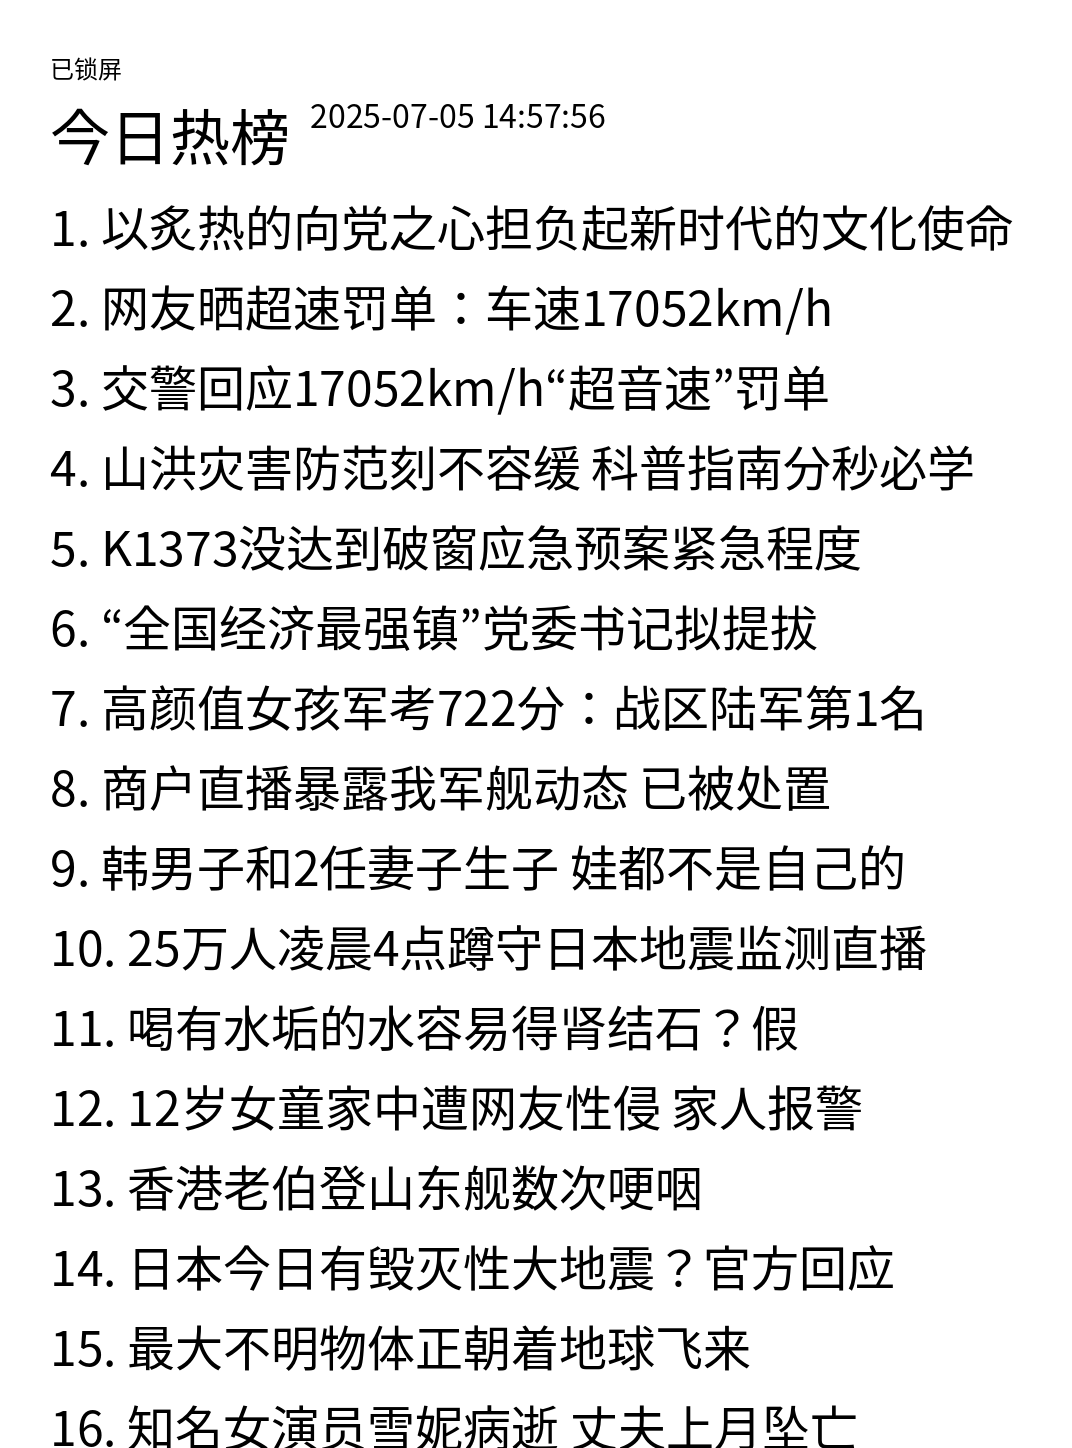 已锁屏
今日热榜 2025-07-05 14:57:56
1. 以炙热的向党之心担负起新时代的文化使命
2. 网友晒超速罚单：车速17052km/h
3. 交警回应17052km/h“超音速”罚单
4. 山洪灾害防范刻不容缓 科普指南分秒必学
5. K1373没达到破窗应急预案紧急程度
6. “全国经济最强镇”党委书记拟提拔
7. 高颜值女孩军考722分：战区陆军第1名
8. 商户直播暴露我军舰动态 已被处置
9. 韩男子和2任妻子生子 娃都不是自己的
10. 25万人凌晨4点蹲守日本地震监测直播
11. 喝有水垢的水容易得肾结石？假
12. 12岁女童家中遭网友性侵 家人报警
13. 香港老伯登山东舰数次哽咽
14. 日本今日有毁灭性大地震？官方回应
15. 最大不明物体正朝着地球飞来
16. 知名女演员雪妮病逝 丈夫上月坠亡